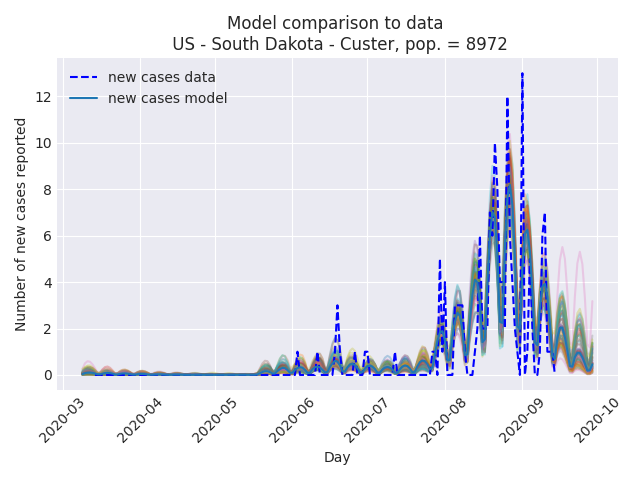 Model comparison to data
US - South Dakota - Custer, pop. = 8972
new cases data
new cases model
Number of new cases reported
12
10
8
6
4
2
0
2020-03
2020-04
2020-05
2020-06
2020-07
2020-08
2020-09
2020-10
Day